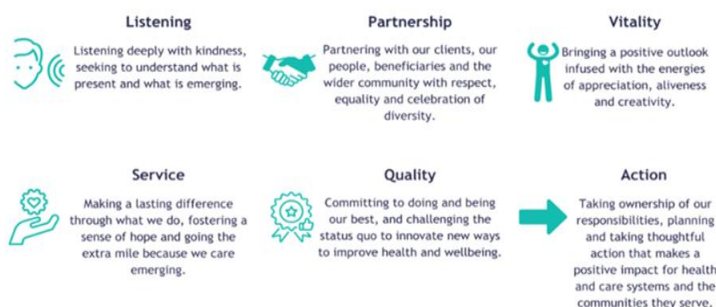 Listening
Listening deeply with kindness,
seeking to understand what is
present and what is emerging.
Partnership
Partnering with our clients, our
people, beneficiaries and the
wider community with respect,
equality and celebration of
diversity.
Vitality
Bringing a positive outlook
infused with the energies
of appreciation, aliveness
and creativity.
Service
Making a lasting difference
through what we do, fostering a
sense of hope and going the
extra mile because we care
emerging.
Quality
Committing to doing and being
our best, and challenging the
status quo to innovate new ways
to improve health and wellbeing.
Action
Taking ownership of our
responsibilities, planning
and taking thoughtful
action that makes a
positive impact for health
and care systems and the
communities they serve.